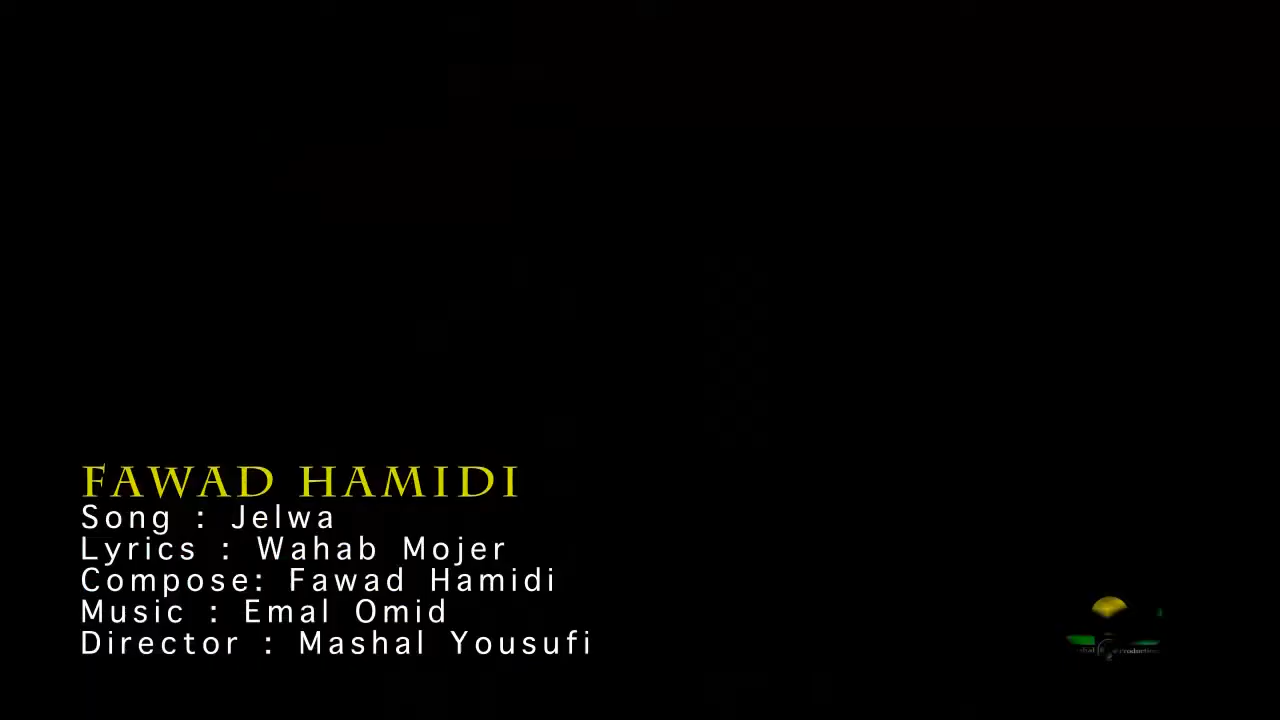 FAWAD HAMIDI
Song : Jelwa
Lyrics : Wahab Mojer
Compose: Fawad Hamidi
Music : Emal Omid
Director : Mashal Yousufi